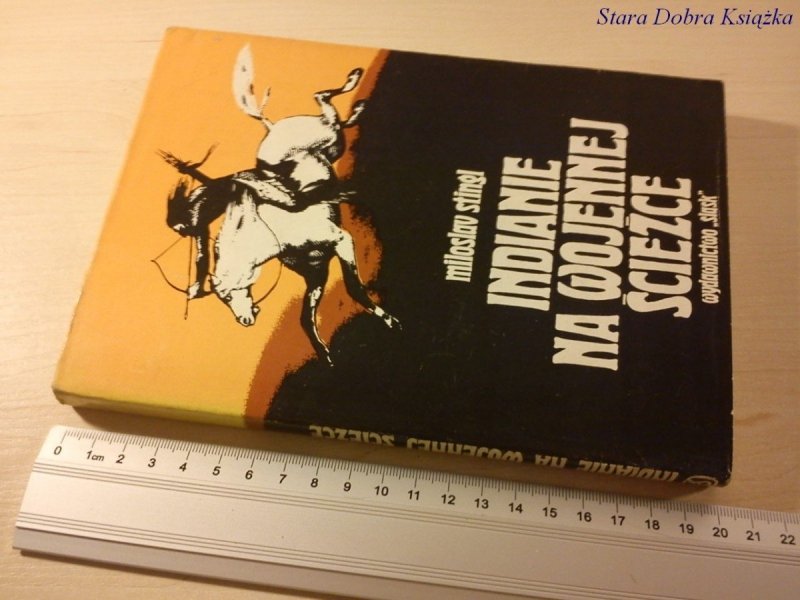 Stara Dobra Książka
miloslav stingl
INDIANIE
NA WOJENNEJ
ŚCIEŻCE
wydawnictwo „śląsk"
INDIANIE NA WOJENNEJ ŚCIEŻCE
0 1cm 2 3 4 5 6 7 8 9 10 11 12 13 14 15 16 17 18 19 20 21 22